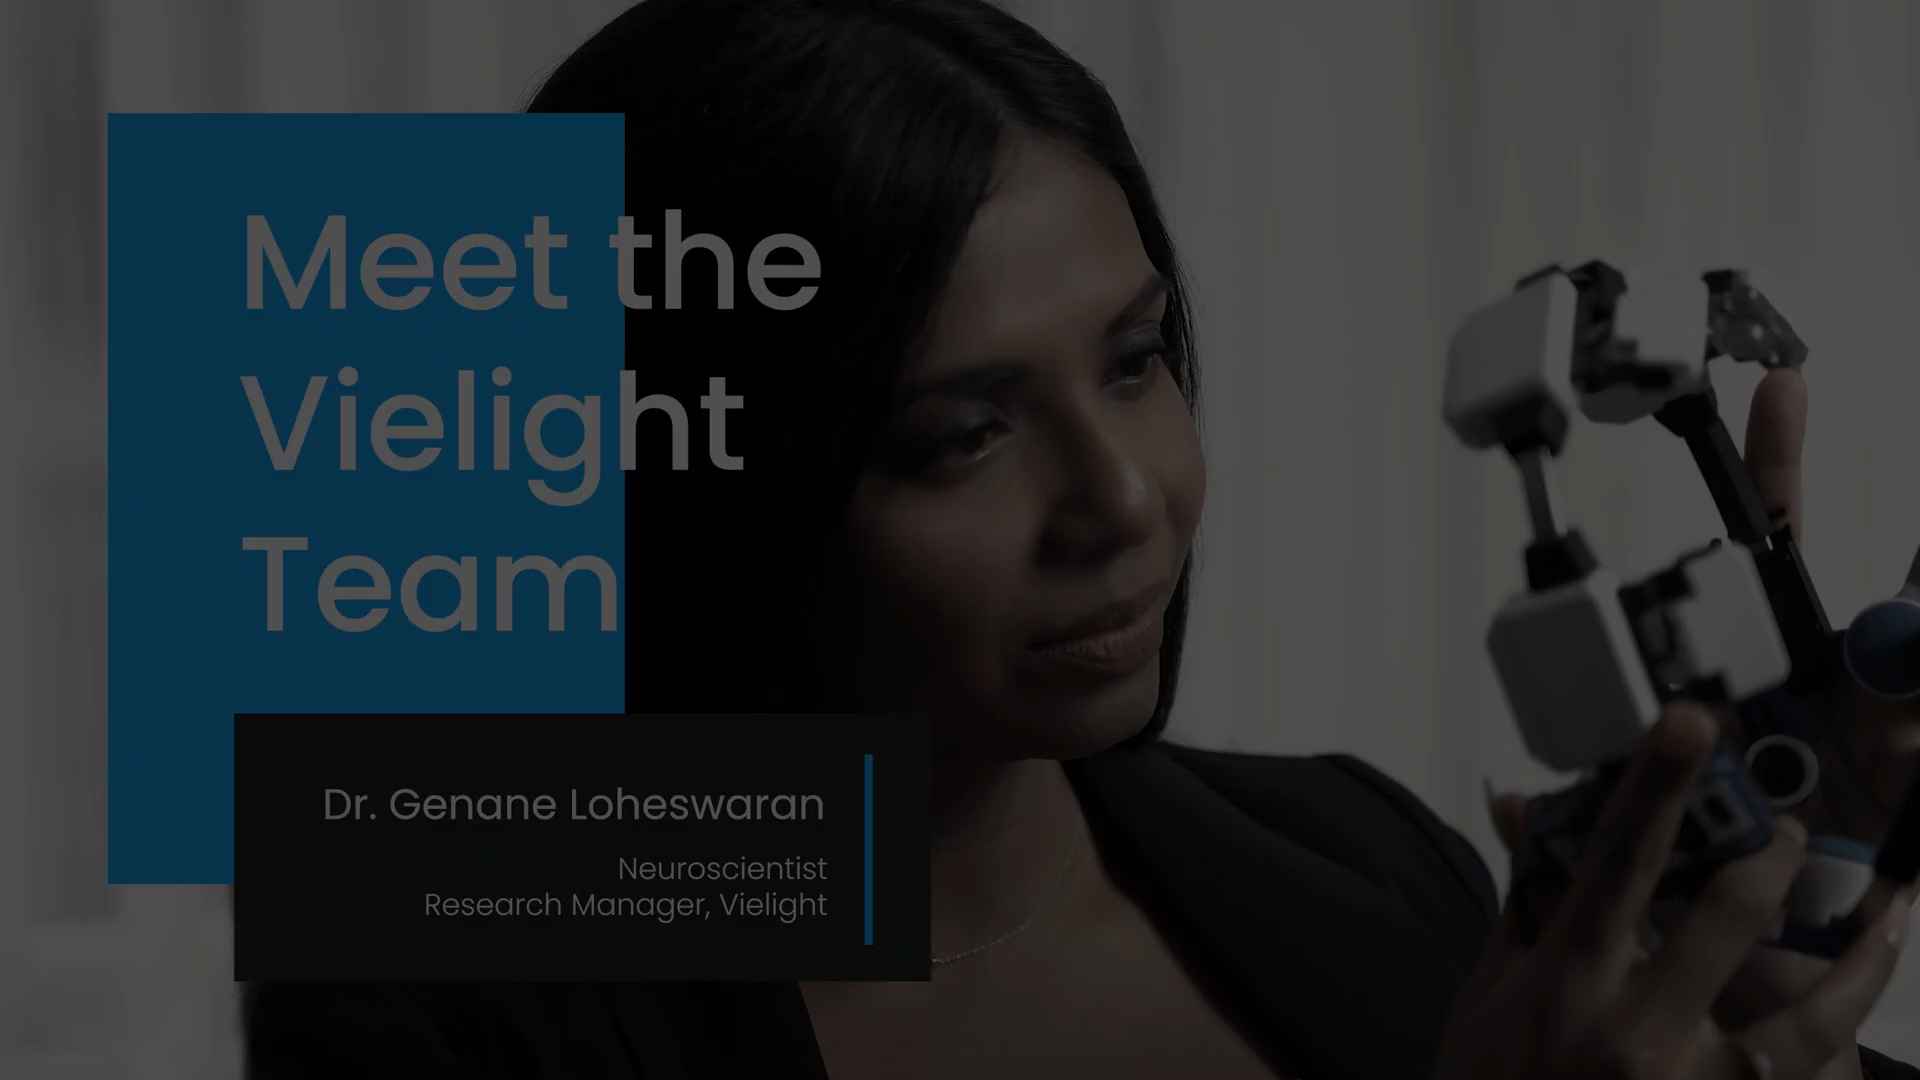 Meet the
Vielight
Team
Dr. Genane Loheswaran
Neuroscientist
Research Manager, Vielight